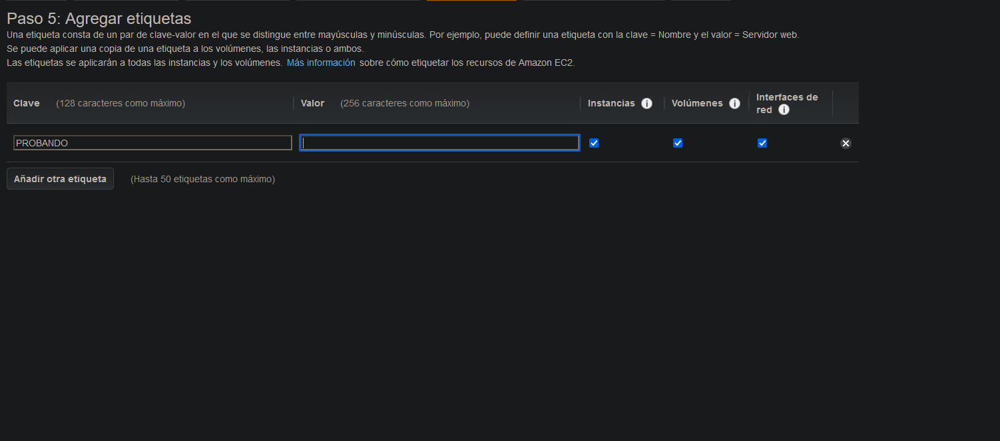 Paso 5: Agregar etiquetas
Una etiqueta consta de un par de clave-valor en el que se distingue entre mayúsculas y minúsculas. Por ejemplo, puede definir una etiqueta con la clave = Nombre y el valor = Servidor web.
Se puede aplicar una copia de una etiqueta a los volúmenes, las instancias o ambos.
Las etiquetas se aplicarán a todas las instancias y los volúmenes. Más información sobre cómo etiquetar los recursos de Amazon EC2.
Clave (128 caracteres como máximo) Valor (256 caracteres como máximo) Instancias Volúmenes Interfaces de
red
PROBANDO
Añadir otra etiqueta (Hasta 50 etiquetas como máximo)